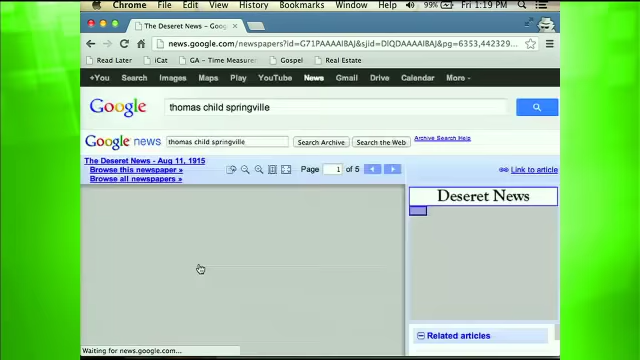 Chrome File Edit View History Bookmarks Window Help 99% Fri 1:19 PM
The Deseret News - Goo
news.google.com/newspapers?id=G71PAAAAIBAJ&sjid=DIQDAAAAIBAJ&pg=6353,442329
Read Later iCat GA - Time Measure Gospel Real Estate
+You Search Images Maps Play YouTube News Gmail Drive Calendar More
Google thomas child springville
Google news thomas child springville Search Archive Search the Web Archive Search Help
The Deseret News - Aug 11, 1915
Browse this newspaper »
Browse all newspapers »
Page 1 of 5
Link to article
Deseret News
Related articles
Waiting for news.google.com...